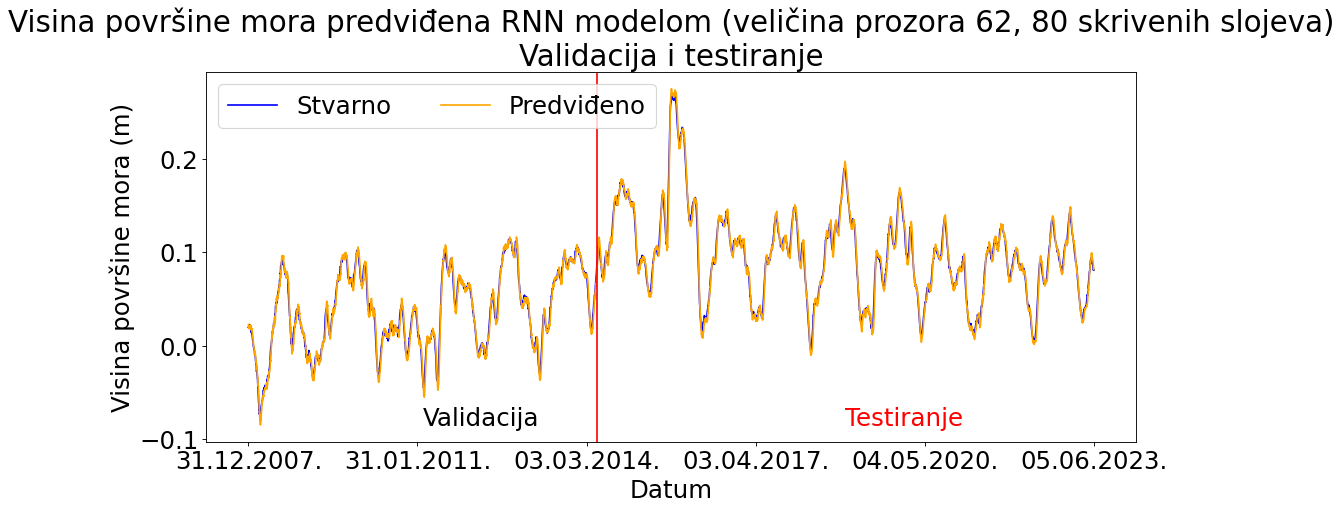 Visina površine mora predviđena RNN modelom (veličina prozora 62, 80 skrivenih slojeva)
Validacija i testiranje
Stvarno
Predviđeno
Visina površine mora (m)
0.2
0.1
0.0
−0.1
Validacija
Testiranje
31.12.2007.
31.01.2011.
03.03.2014.
03.04.2017.
04.05.2020.
05.06.2023.
Datum